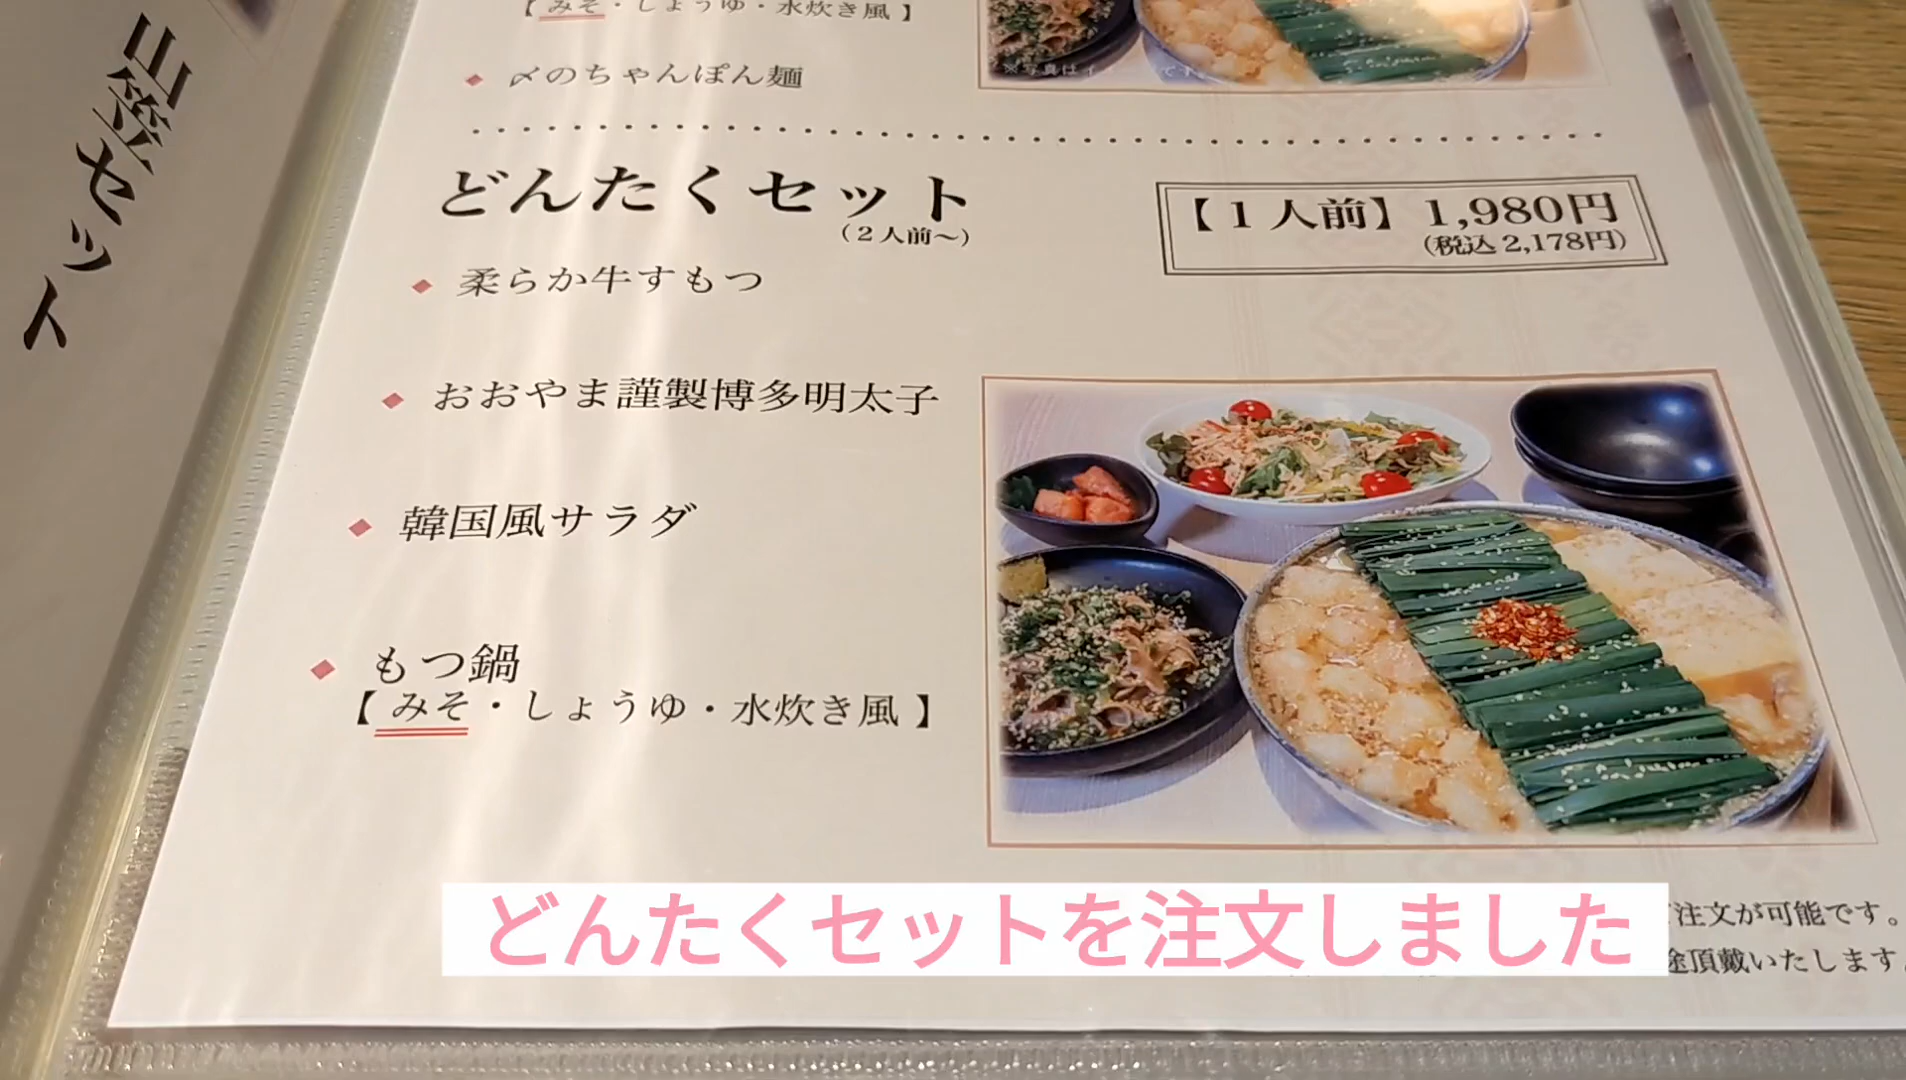 山笠セット
【みそ・しょうゆ・水炊き風】
〆のちゃんぽん麺
どんたくセット
(2人前～)
【1人前】1,980円
(税込2,178円)
柔らか牛すもつ
おおやま謹製博多明太子
韓国風サラダ
もつ鍋
【みそ・しょうゆ・水炊き風】
どんたくセットを注文しました
注文が可能です。
途頂戴いたします。